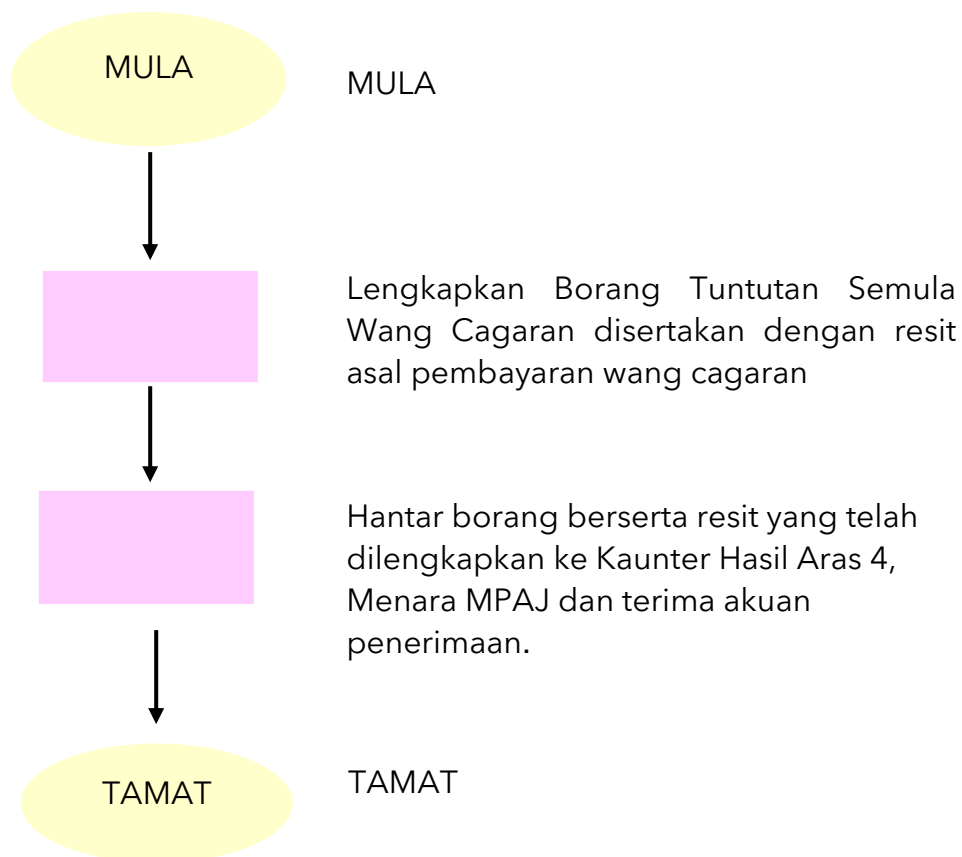 MULA
MULA
Lengkapkan Borang Tuntutan Semula
Wang Cagaran disertakan dengan resit
asal pembayaran wang cagaran
Hantar borang berserta resit yang telah
dilengkapkan ke Kaunter Hasil Aras 4,
Menara MPAJ dan terima akuan
penerimaan.
TAMAT
TAMAT